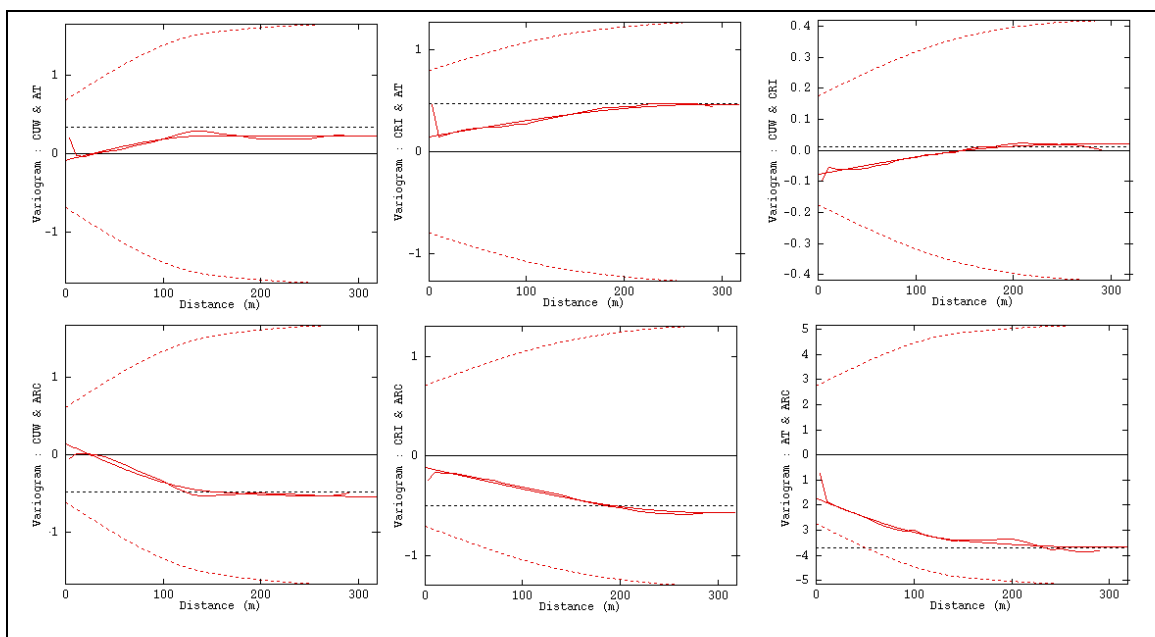 Variogram : CUW & AT
1
0
-1
0 100 200 300
Distance (m)
Variogram : CRI & AT
1
0
-1
0 100 200 300
Distance (m)
Variogram : CUW & CRI
0.4
0.3
0.2
0.1
0.0
-0.1
-0.2
-0.3
-0.4
0 100 200 300
Distance (m)
Variogram : CUW & ARC
1
0
-1
0 100 200 300
Distance (m)
Variogram : CRI & ARC
1
0
-1
0 100 200 300
Distance (m)
Variogram : AT & ARC
5
4
3
2
1
0
1
2
3
-4
-5
0 100 200 300
Distance (m)